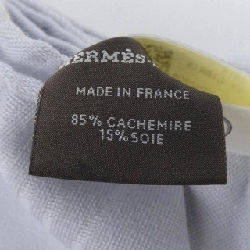 HERMÈS
MADE IN FRANCE
85% CACHEMIRE
15% SOIE